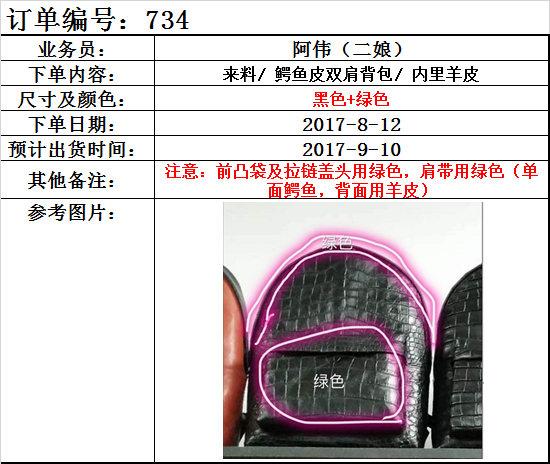 订单编号：734
业务员： 阿伟（二娘）
下单内容： 来料/ 鳄鱼皮双肩背包/ 内里羊皮
尺寸及颜色： 黑色+绿色
下单日期： 2017-8-12
预计出货时间： 2017-9-10
其他备注： 注意：前凸袋及拉链盖头用绿色，肩带用绿色（单
面鳄鱼，背面用羊皮）
参考图片：
绿色
绿色